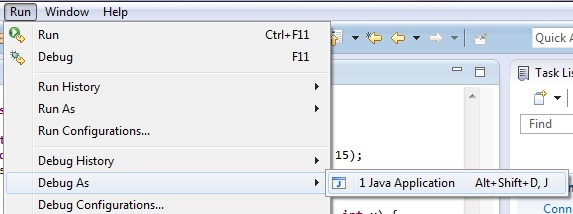 Run Window Help
Run Ctrl+F11
Debug F11
Quick A
Run History
Task Lis
Run As
Run Configurations...
Find
Debug History
15);
Debug As
1 Java Application Alt+Shift+D, J
Debug Configurations...
int x) {
Conne